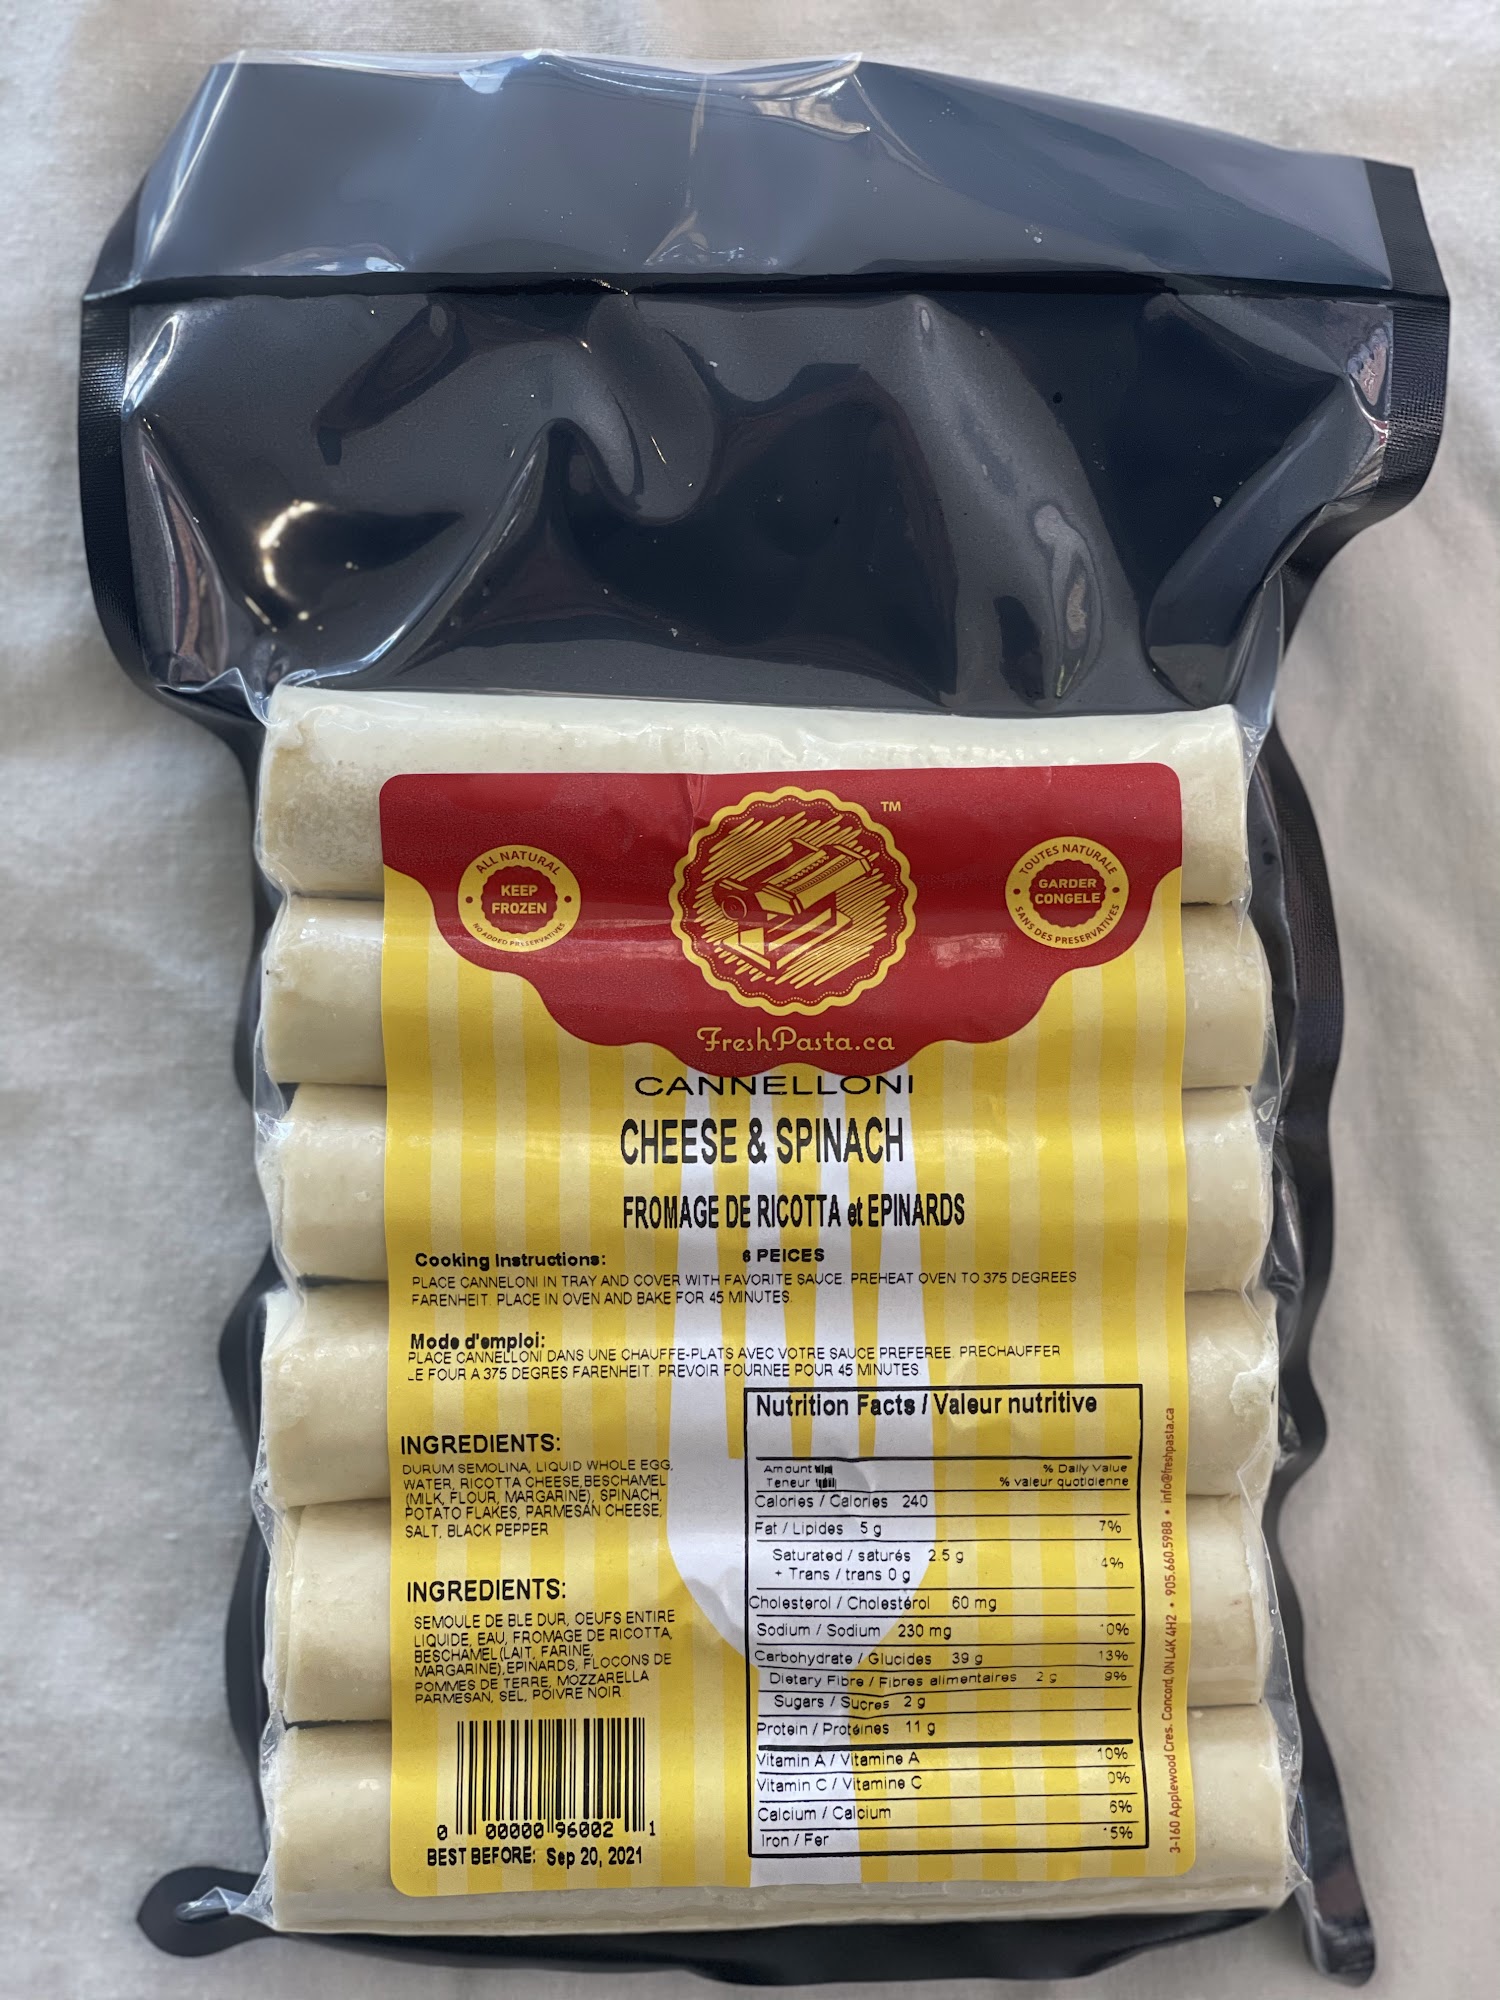 ALL NATURAL
KEEP
FROZEN
NO ADDED PRESERVATIVES
TM
TOUTES NATURALE
GARDER
CONGELE
SANS DES PRESERVATIVES
FreshPasta.ca
CANNELLONI
CHEESE & SPINACH
FROMAGE DE RICOTTA et EPINARDS
6 PEICES
Cooking Instructions:
PLACE CANNELONI IN TRAY AND COVER WITH FAVORITE SAUCE. PREHEAT OVEN TO 375 DEGREES
FARENHEIT. PLACE IN OVEN AND BAKE FOR 45 MINUTES.
Mode d'emploi:
PLACE CANNELLONI DANS UNE CHAUFFE-PLATS AVEC VOTRE SAUCE PREFEREE. PRECHAUFFER
LE FOUR A 375 DEGRES FARENHEIT. PREVOIR FOURNEE POUR 45 MINUTES.
INGREDIENTS:
DURUM SEMOLINA, LIQUID WHOLE EGG,
WATER, RICOTTA CHEESE,BESCHAMEL
(MILK, FLOUR, MARGARINE), SPINACH,
POTATO FLAKES, PARMESAN CHEESE,
SALT, BLACK PEPPER
INGREDIENTS:
SEMOULE DE BLE DUR, OEUFS ENTIRE
LIQUIDE, EAU, FROMAGE DE RICOTTA,
BESCHAMEL(LAIT, FARINE,
MARGARINE),EPINARDS, FLOCONS DE
POMMES DE TERRE, MOZZARELLA
PARMESAN, SEL, POIVRE NOIR
0 00000 96002 1
BEST BEFORE: Sep 20, 2021
Nutrition Facts / Valeur nutritive
Amount % Daily Value
Teneur % valeur quotidienne
Calories / Calories 240
Fat / Lipides 5 g 7%
Saturated / saturés 2.5 g
+ Trans / trans 0 g
Cholesterol / Cholestérol 60 mg
Sodium / Sodium 230 mg
Carbohydrate / Glucides 39 g 13%
Dietary Fibre / Fibres alimentaires 2 g 9%
Sugars / Sucres 2 g
Protein / Protéines 11 g
Vitamin A / Vitamine A 10%
Vitamin C / Vitamine C 0%
Calcium / Calcium 6%
Iron / Fer
3-160 Applewood Cres. Concord, ON L4K 4H2 • 905.660.5988 • info@freshpasta.ca